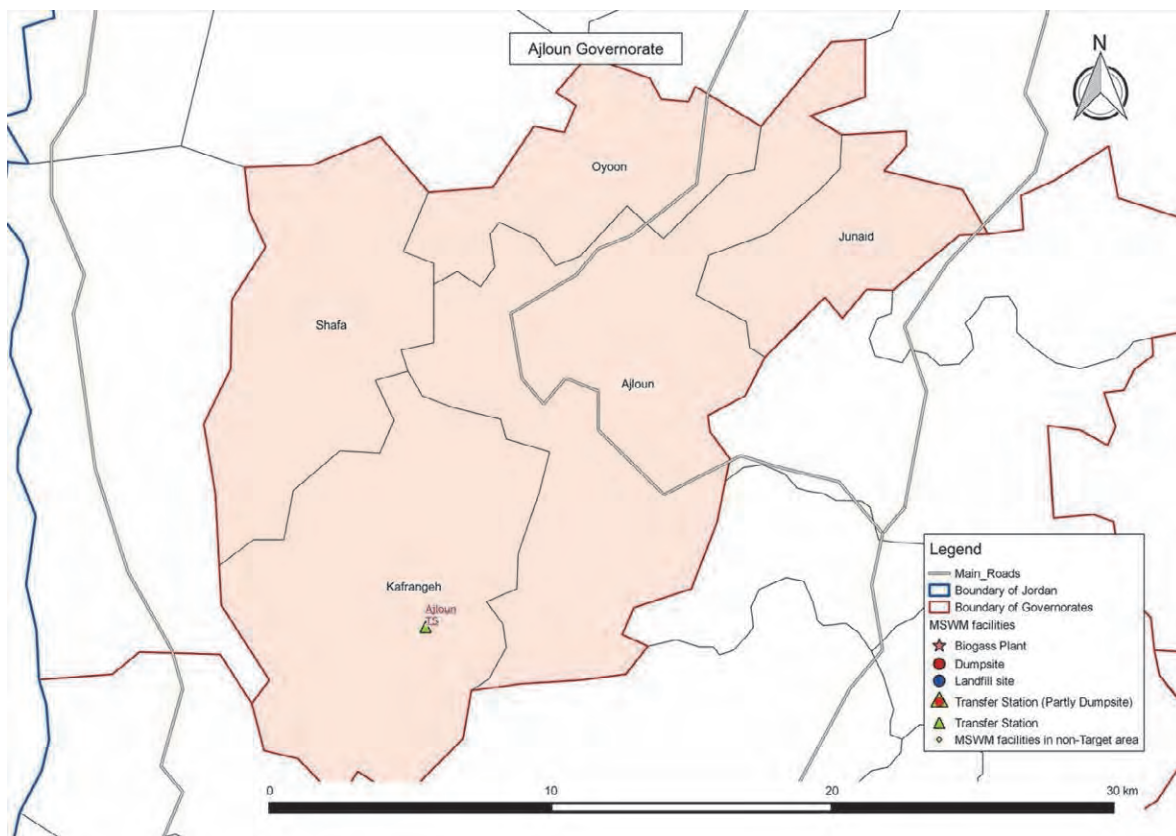 Ajloun Governorate
N
Oyoon
Junaid
Shafa
Ajloun
Kafrangeh
Ajloun
TS
Legend
Main_Roads
Boundary of Jordan
Boundary of Governorates
MSWM facilities
Biogass Plant
Dumpsite
Landfill site
Transfer Station (Partly Dumpsite)
Transfer Station
MSWM facilities in non-Target area
0 10 20 30 km